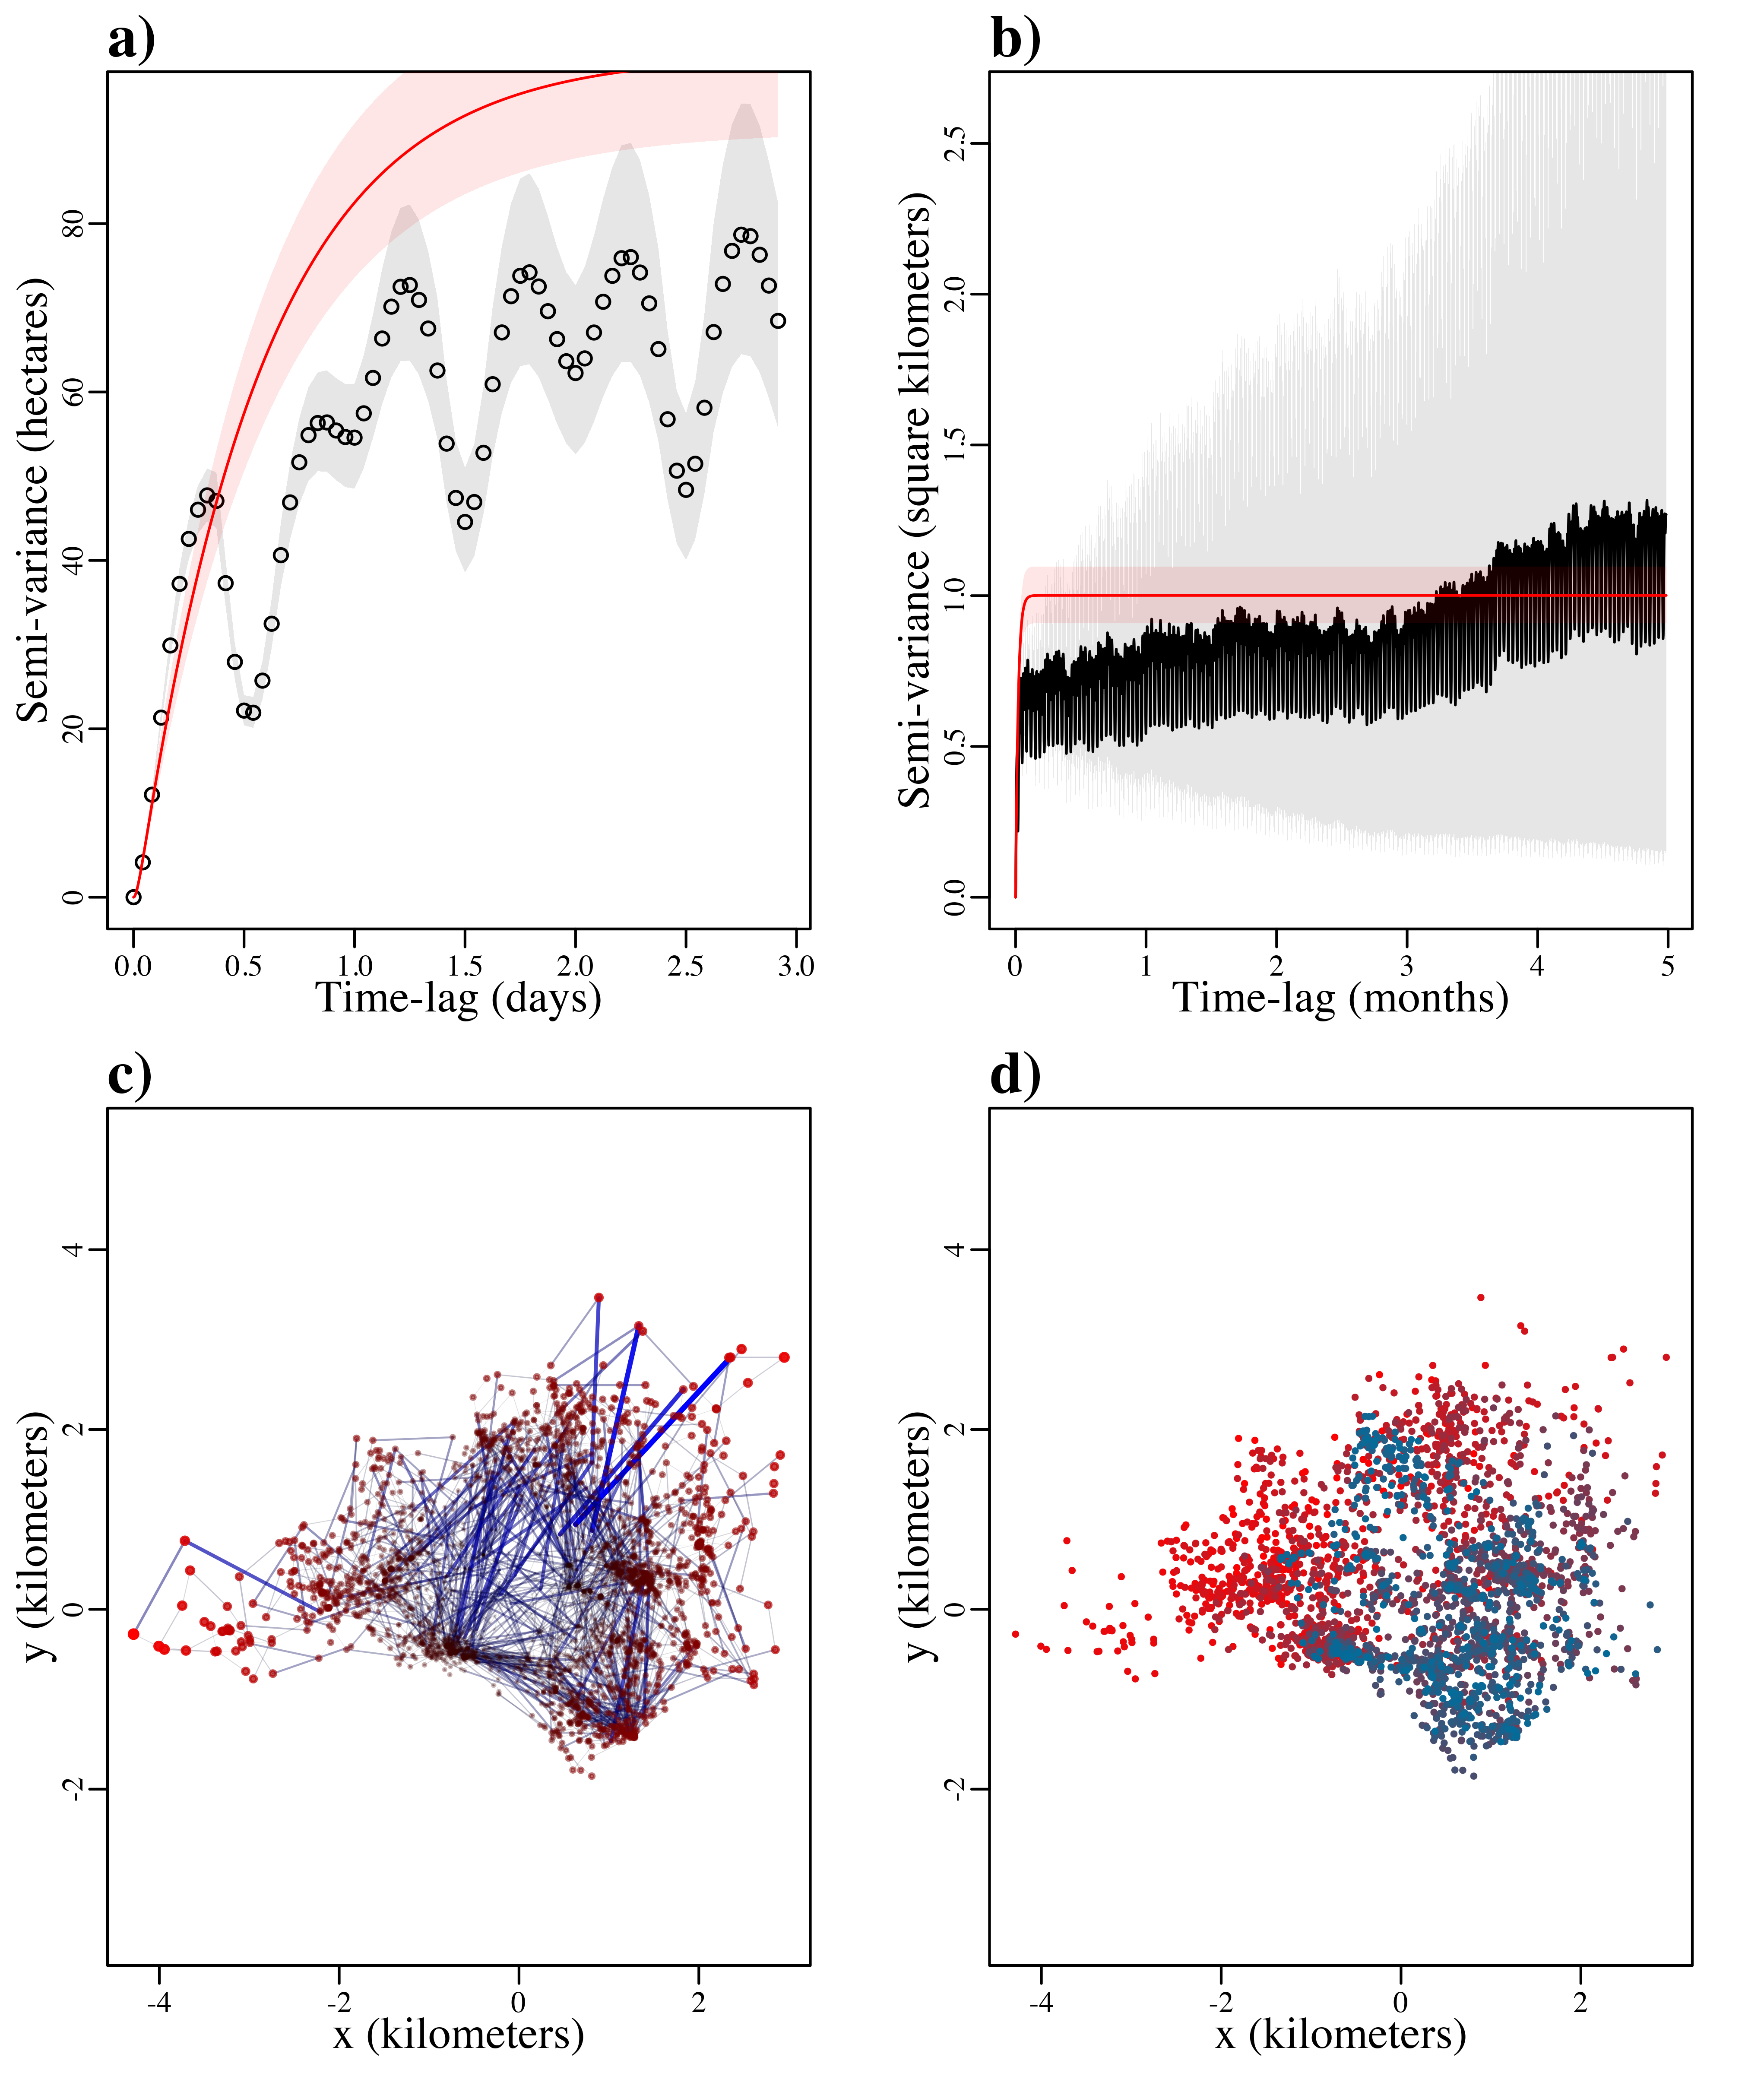 a)
Semi-variance (hectares)
80
60
40
20
0
0.0 0.5 1.0 1.5 2.0 2.5 3.0
Time-lag (days)
b)
Semi-variance (square kilometers)
2.5
2.0
1.5
1.0
0.5
0.0
0 1 2 3 4 5
Time-lag (months)
c)
y (kilometers)
4
2
0
-2
-4 -2 0 2
x (kilometers)
d)
y (kilometers)
4
2
0
-2
-4 -2 0 2
x (kilometers)